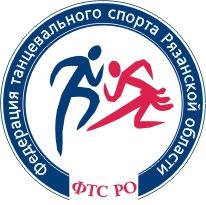 Федерация танцевального спорта Рязанской области
ФТС РО